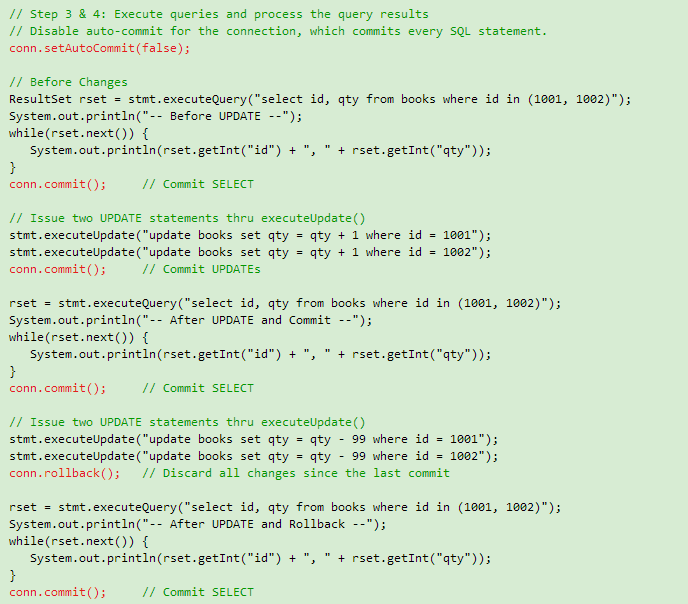 // Step 3 & 4: Execute queries and process the query results
// Disable auto-commit for the connection, which commits every SQL statement.
conn.setAutoCommit(false);

// Before Changes
ResultSet rset = stmt.executeQuery("select id, qty from books where id in (1001, 1002)");
System.out.println("-- Before UPDATE --");
while(rset.next()) {
   System.out.println(rset.getInt("id") + ", " + rset.getInt("qty"));
}
conn.commit();     // Commit SELECT

// Issue two UPDATE statements thru executeUpdate()
stmt.executeUpdate("update books set qty = qty + 1 where id = 1001");
stmt.executeUpdate("update books set qty = qty + 1 where id = 1002");
conn.commit();     // Commit UPDATEs

rset = stmt.executeQuery("select id, qty from books where id in (1001, 1002)");
System.out.println("-- After UPDATE and Commit --");
while(rset.next()) {
   System.out.println(rset.getInt("id") + ", " + rset.getInt("qty"));
}
conn.commit();     // Commit SELECT

// Issue two UPDATE statements thru executeUpdate()
stmt.executeUpdate("update books set qty = qty - 99 where id = 1001");
stmt.executeUpdate("update books set qty = qty - 99 where id = 1002");
conn.rollback();   // Discard all changes since the last commit

rset = stmt.executeQuery("select id, qty from books where id in (1001, 1002)");
System.out.println("-- After UPDATE and Rollback --");
while(rset.next()) {
   System.out.println(rset.getInt("id") + ", " + rset.getInt("qty"));
}
conn.commit();     // Commit SELECT